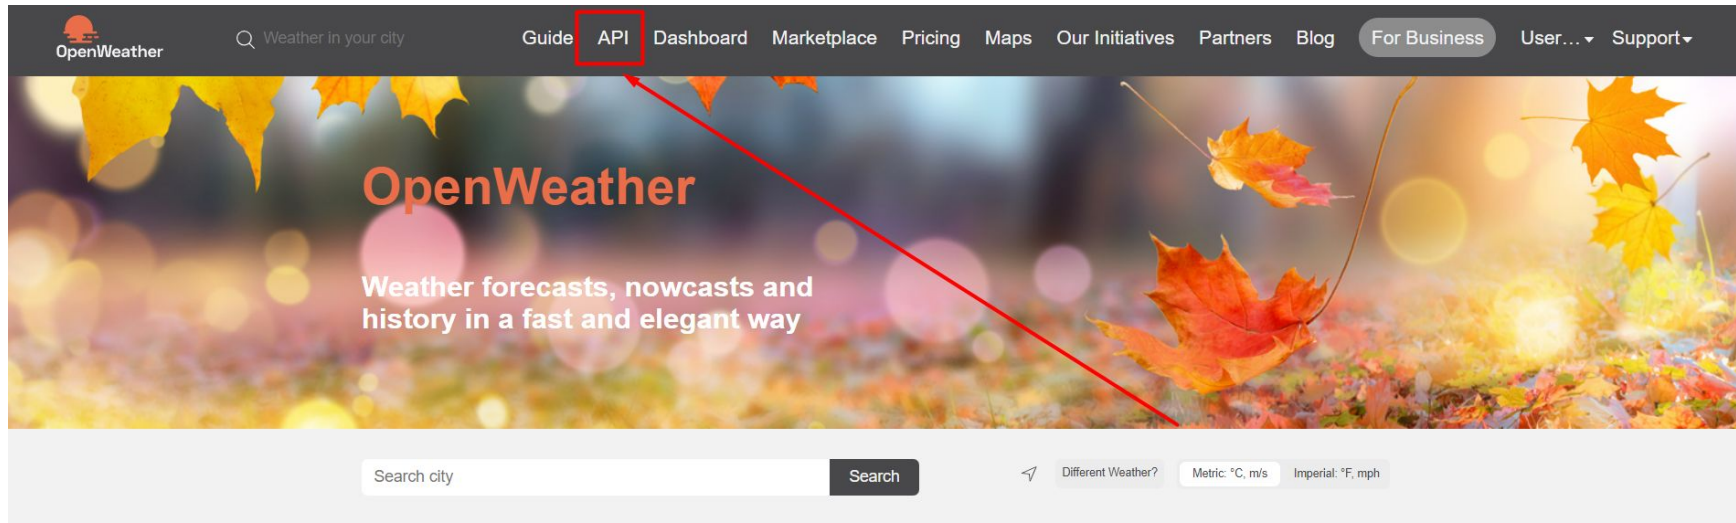 OpenWeather
Weather in your city
Guide API Dashboard Marketplace Pricing Maps Our Initiatives Partners Blog For Business User... Support
OpenWeather
Weather forecasts, nowcasts and
history in a fast and elegant way
Search city Search Different Weather? Metric: °C, m/s Imperial: °F, mph